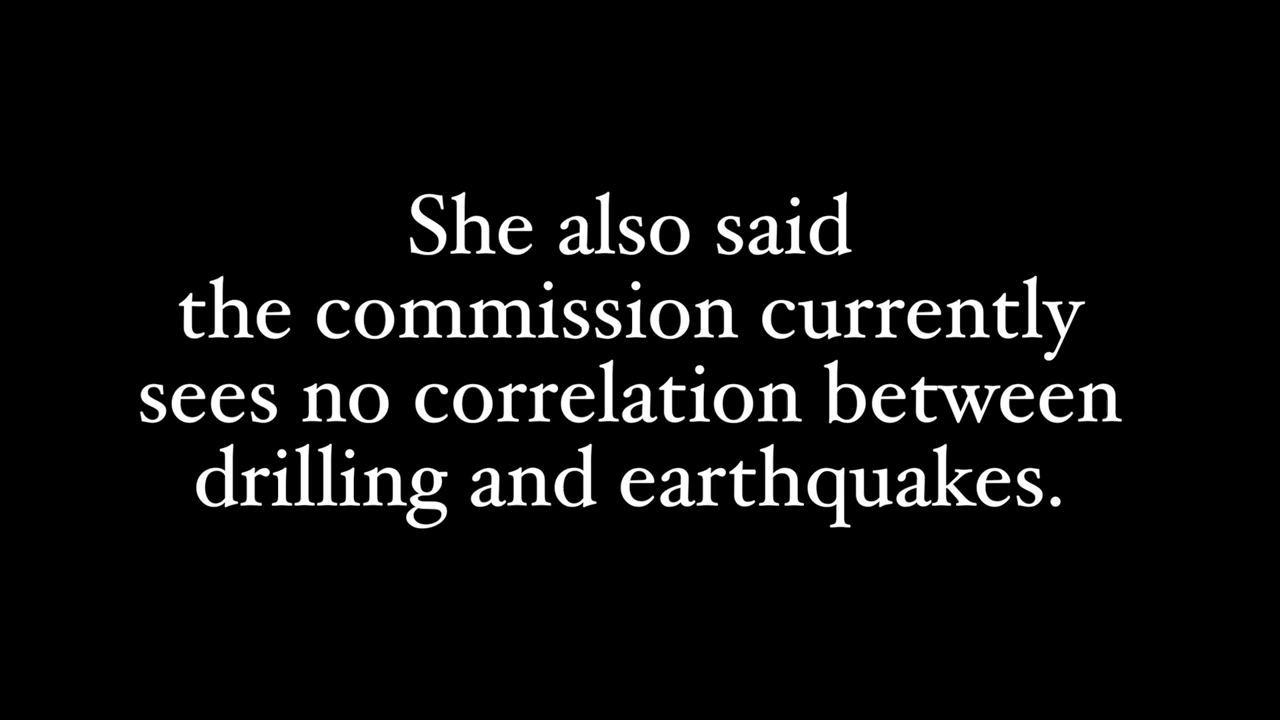 She also said
the commission currently
sees no correlation between
drilling and earthquakes.